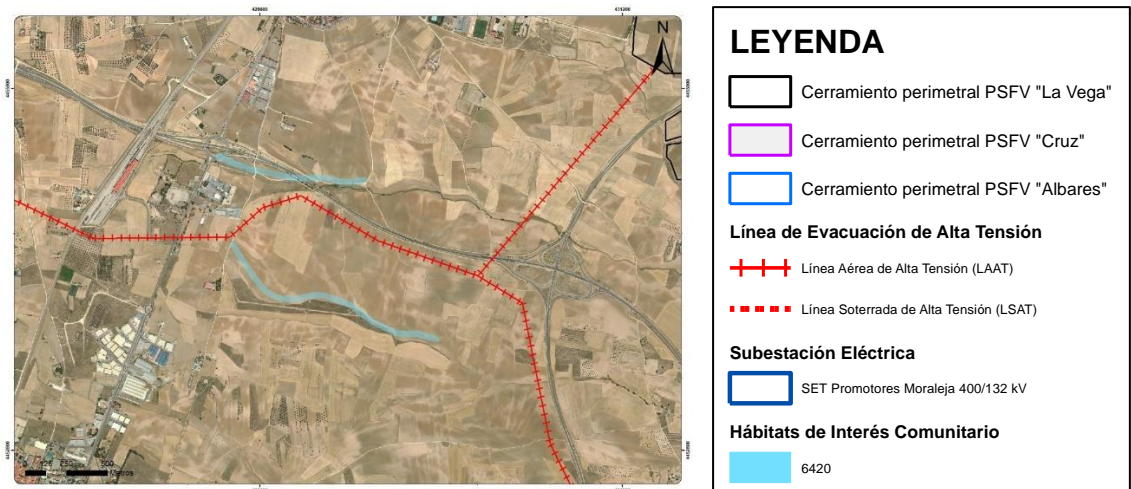 N
LEYENDA
Cerramiento perimetral PSFV "La Vega"
Cerramiento perimetral PSFV "Cruz"
Cerramiento perimetral PSFV "Albares"
Línea de Evacuación de Alta Tensión
Línea Aérea de Alta Tensión (LAAT)
Línea Soterrada de Alta Tensión (LSAT)
Subestación Eléctrica
SET Promotores Moraleja 400/132 kV
Hábitats de Interés Comunitario
6420